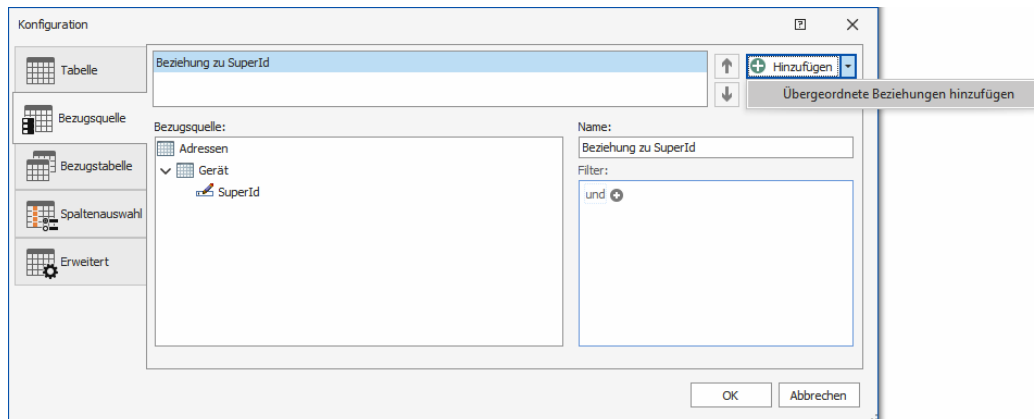 Konfiguration
Tabelle
Bezugsquelle
Bezugstabelle
Spaltenauswahl
Erweitert
Beziehung zu SuperId
Hinzufügen
Übergeordnete Beziehungen hinzufügen
Bezugsquelle:
Adressen
Gerät
SuperId
Name:
Beziehung zu SuperId
Filter:
und
OK
Abbrechen